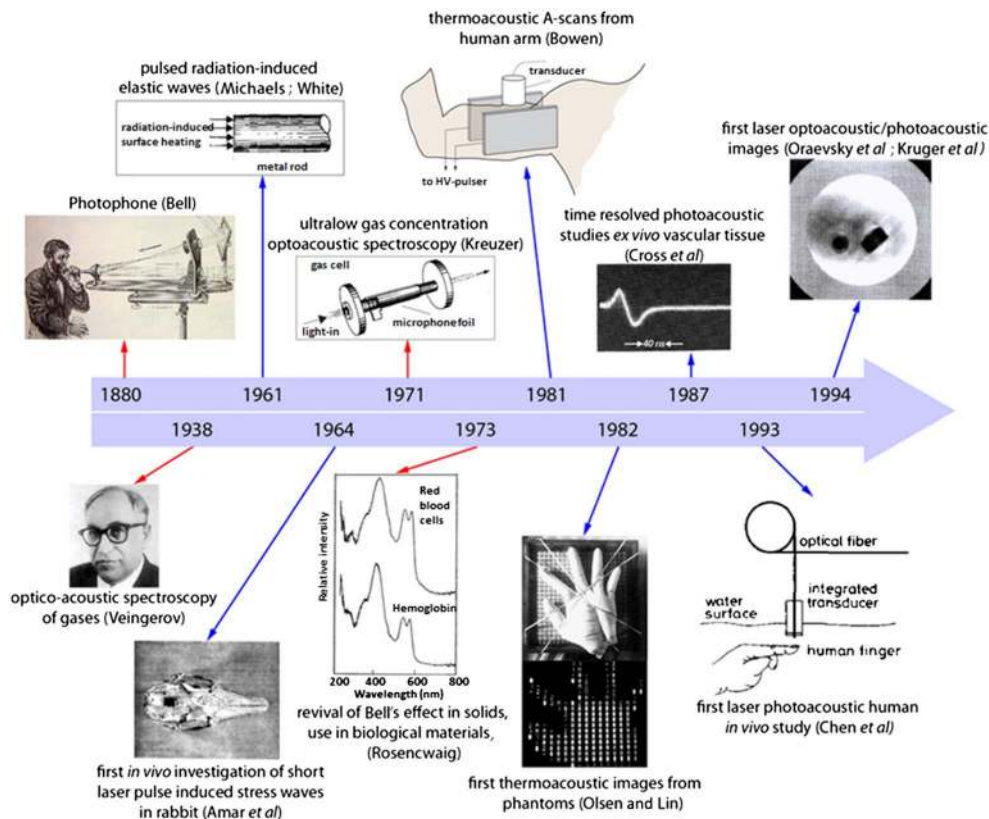 thermoacoustic A-scans from
human arm (Bowen)
transducer
to HV-pulser
pulsed radiation-induced
elastic waves (Michaels ; White)
radiation-induced
surface heating
metal rod
first laser optoacoustic/photoacoustic
images (Oraevsky et al ; Kruger et al )
Photophone (Bell)
ultralow gas concentration
optoacoustic spectroscopy (Kreuzer)
gas cell
light-in
microphone foil
time resolved photoacoustic
studies ex vivo vascular tissue
(Cross et al)
40 ns
1880
1961
1971
1981
1987
1994
1938
1964
1973
1982
1993
optico-acoustic spectroscopy
of gases (Veingerov)
Relative intensity
Red
blood
cells
Hemoglobin
200
400
600
800
Wavelength (nm)
revival of Bell's effect in solids,
use in biological materials,
(Rosencwaig)
optical fiber
integrated
transducer
water
surface
human finger
first laser photoacoustic human
in vivo study (Chen et al)
first in vivo investigation of short
laser pulse induced stress waves
in rabbit (Amar et al)
first thermoacoustic images from
phantoms (Olsen and Lin)